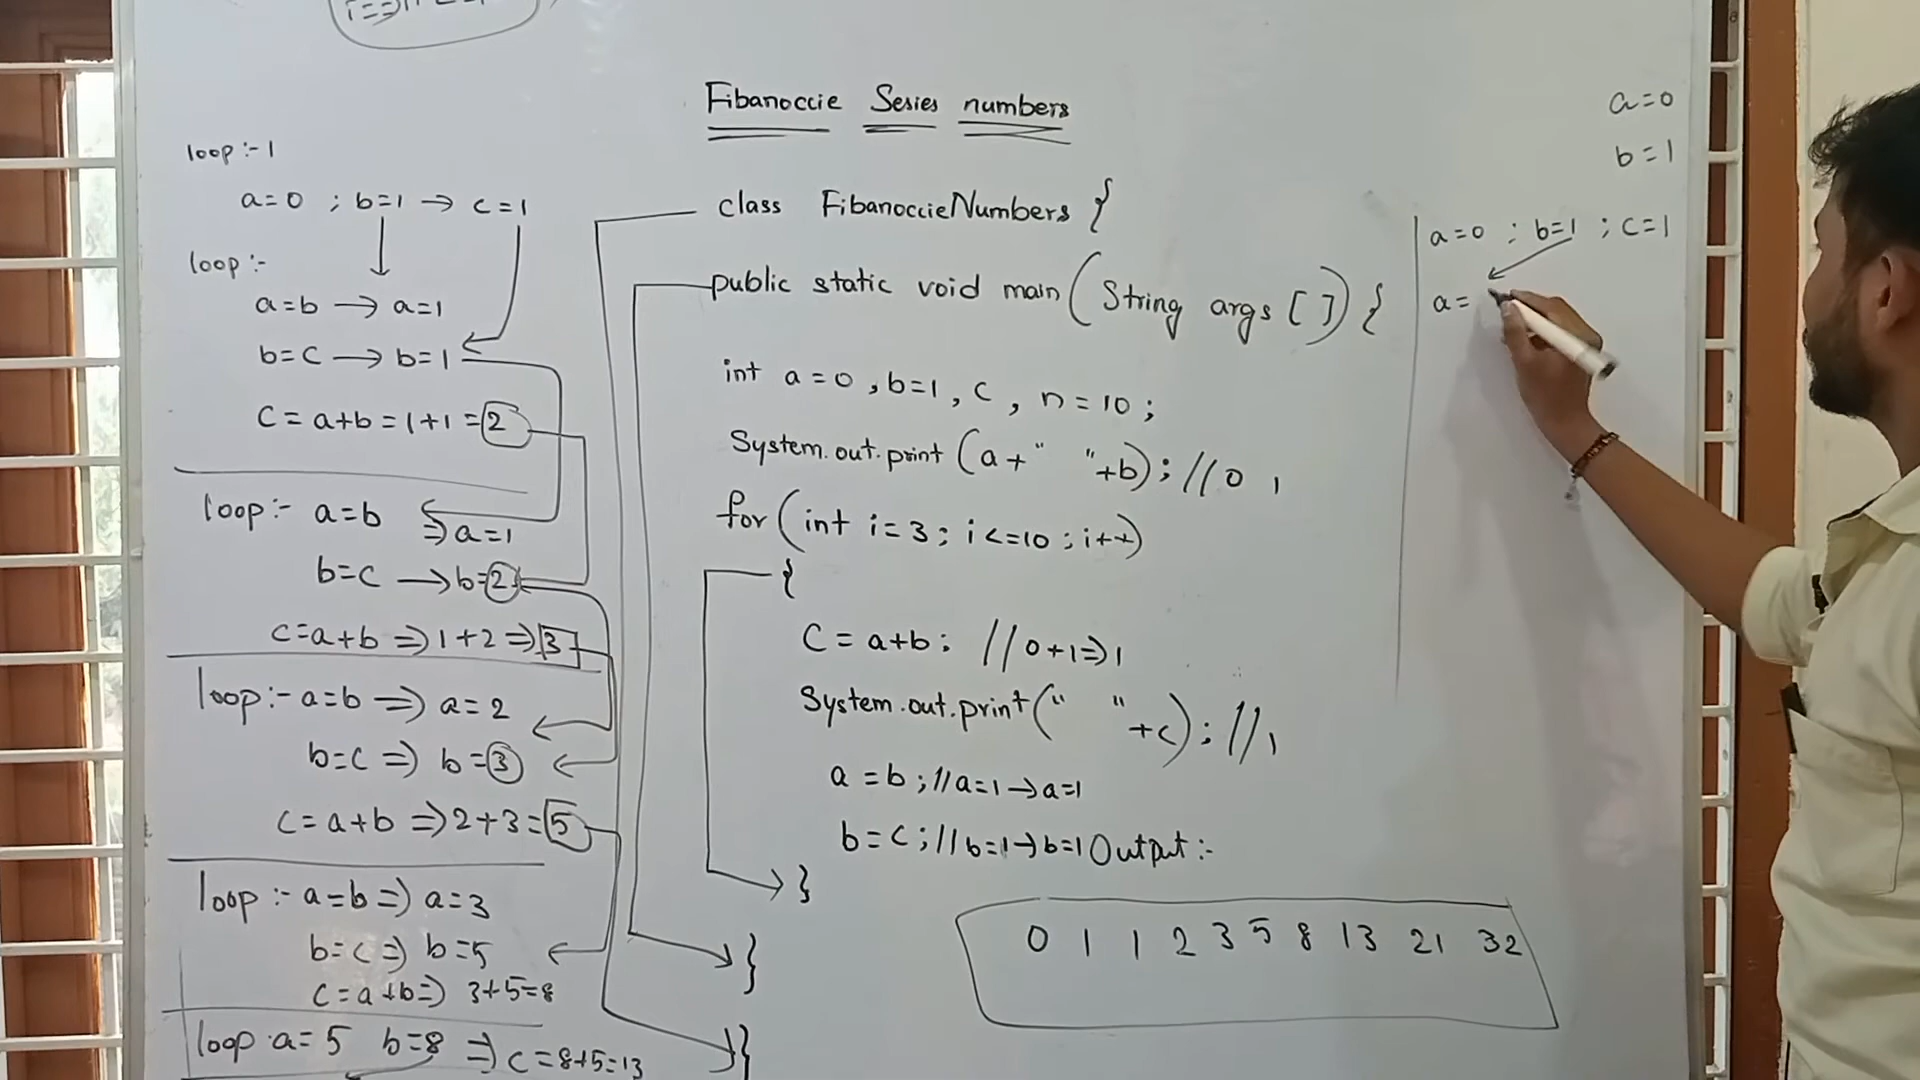 Fibanoccie Series numbers
loop :- 1
a=0 ; b=1 → c=1
loop :-
a=b → a=1
b=c → b=1
c = a+b = 1+1 = 2
loop :- a=b ⇒ a=1
b=c → b=2
c=a+b ⇒ 1+2 ⇒ 3
loop :- a=b ⇒ a=2
b=c ⇒ b=3
c=a+b ⇒ 2+3=5
loop :- a=b ⇒ a=3
b=c ⇒ b=5
c=a+b ⇒ 3+5=8
loop a=5 b=8 ⇒ c=8+5=13
class FibanoccieNumbers {
public static void main (String args []) {
int a=0, b=1, c, n=10;
System.out.print (a+" "+b); //0 1
for (int i=3; i<=10; i++)
{
C = a+b; // 0+1⇒1
System.out.print (" "+c); //1
a = b; //a=1→a=1
b = c; //b=1→b=1 Output :-
}
}
}
0 1 1 2 3 5 8 13 21 32
a=0
b=1
a=0 ; b=1 ; c=1
a=